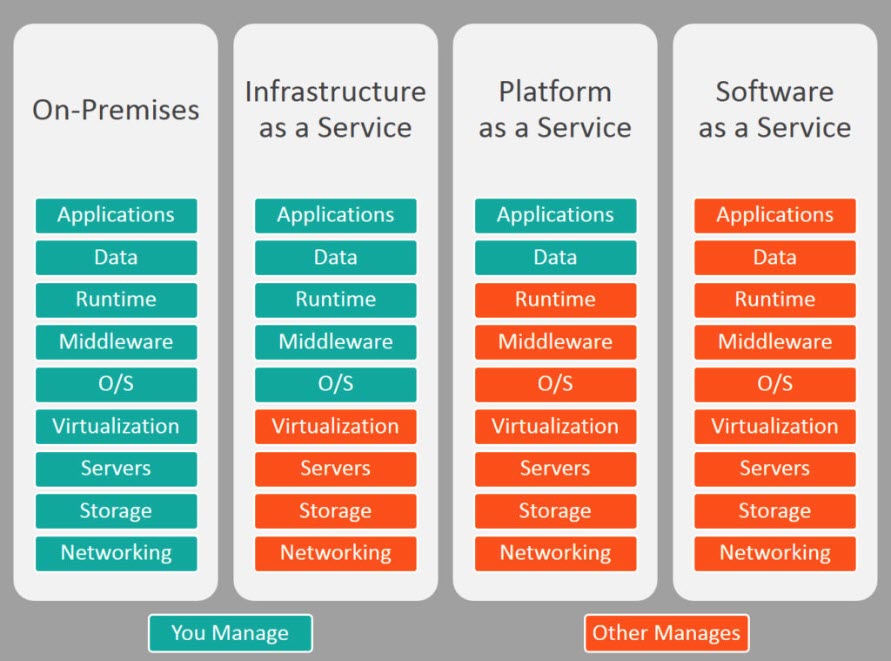 On-Premises
Applications
Data
Runtime
Middleware
O/S
Virtualization
Servers
Storage
Networking
Infrastructure
as a Service
Applications
Data
Runtime
Middleware
O/S
Virtualization
Servers
Storage
Networking
Platform
as a Service
Applications
Data
Runtime
Middleware
O/S
Virtualization
Servers
Storage
Networking
Software
as a Service
Applications
Data
Runtime
Middleware
O/S
Virtualization
Servers
Storage
Networking
You Manage
Other Manages